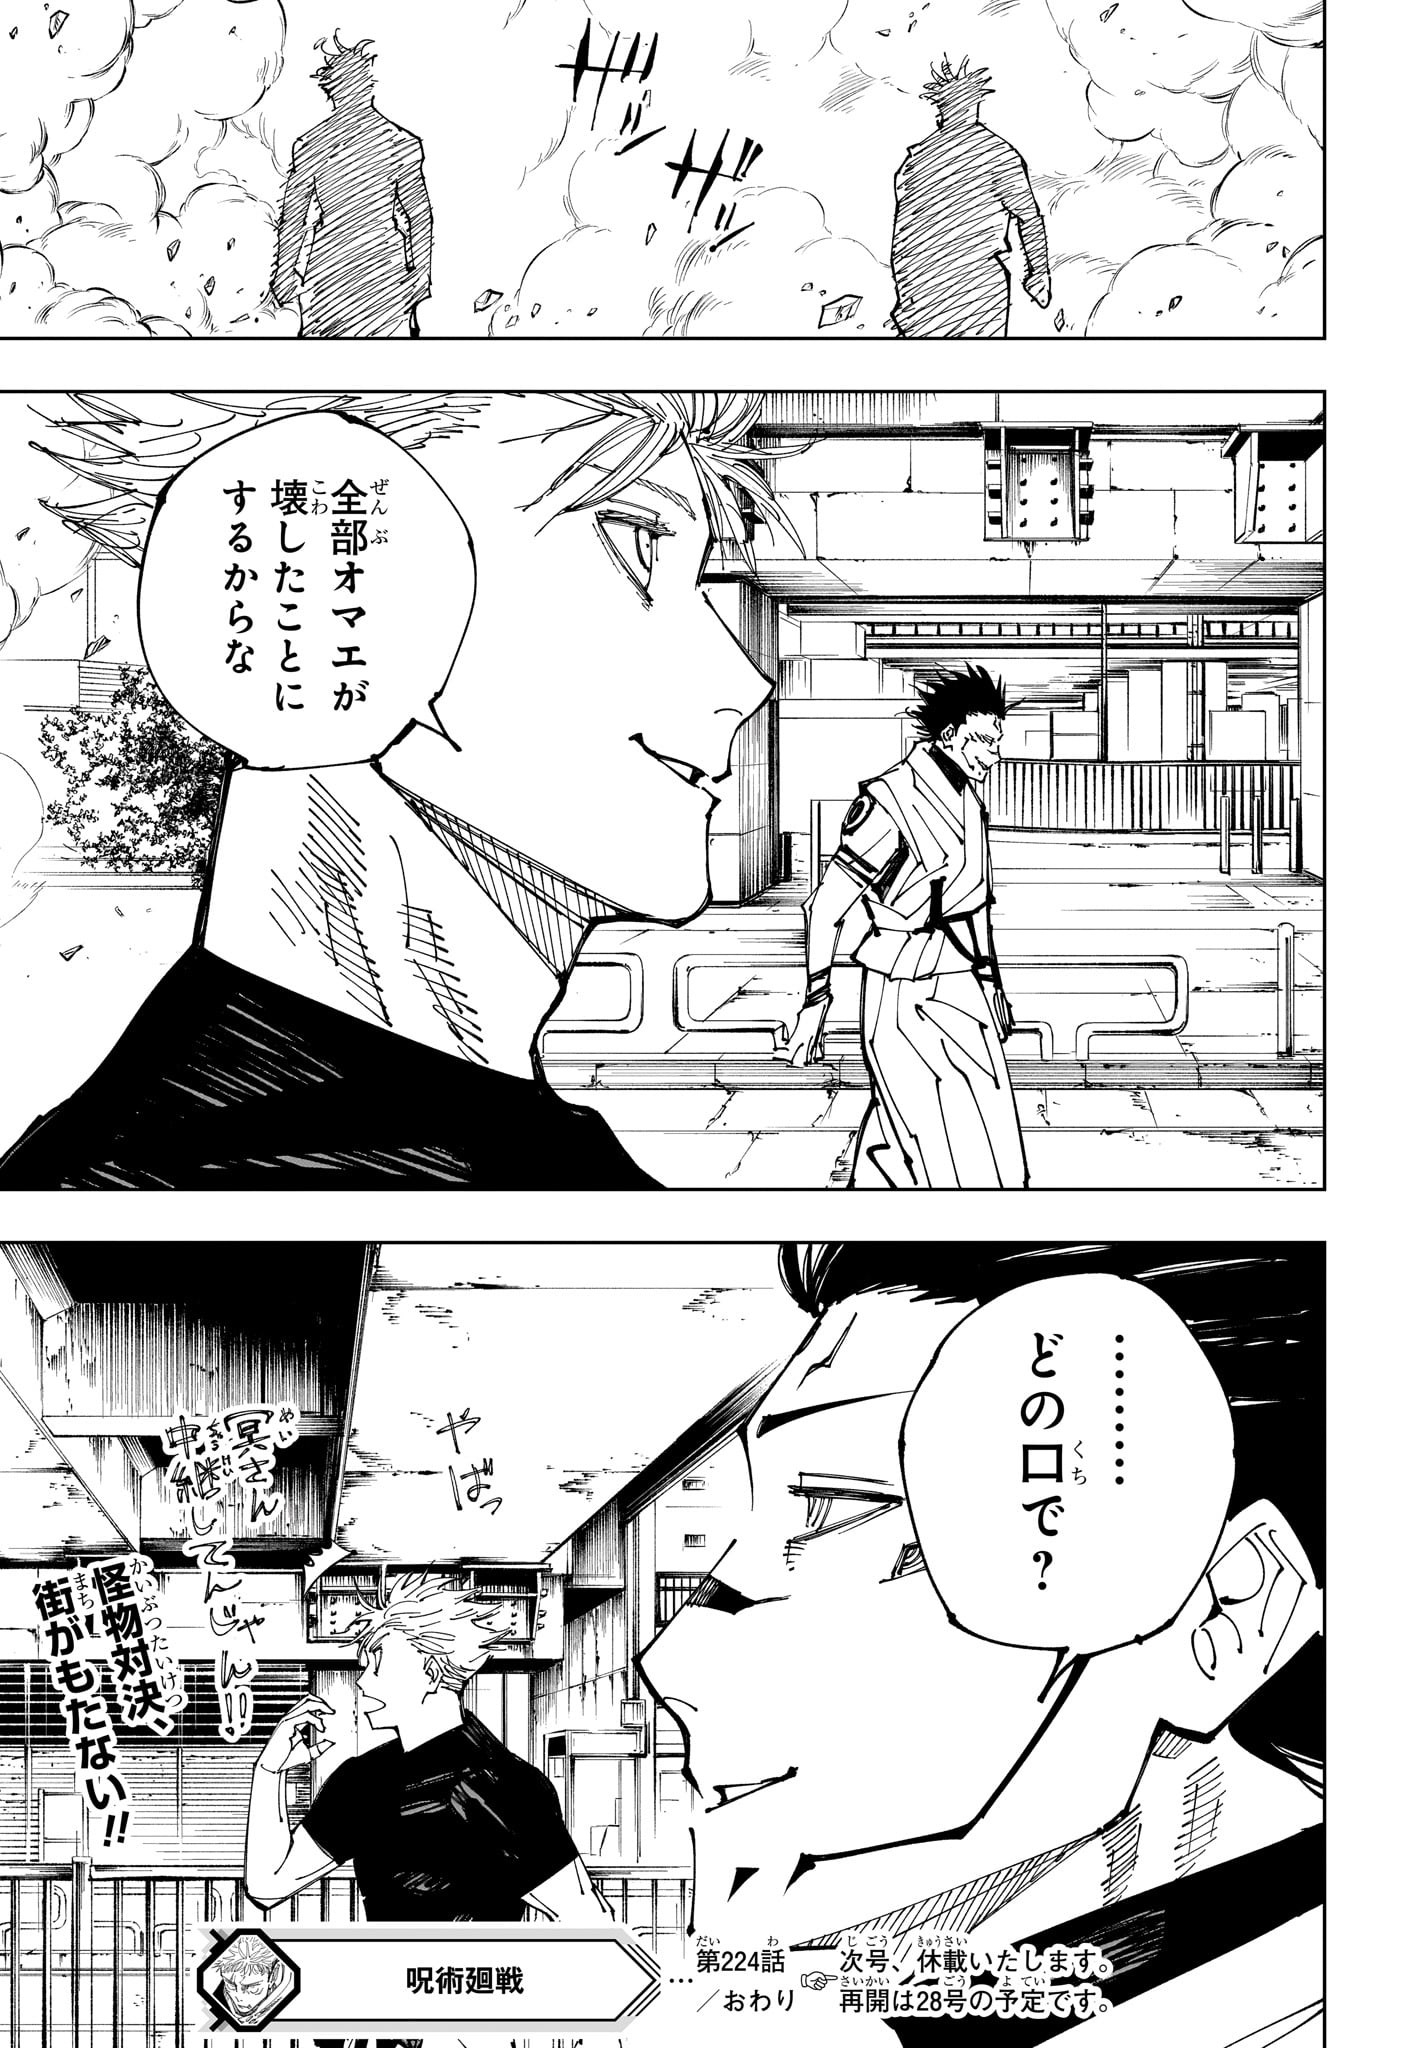 ザッ
ザッ
全部オマエが
壊したことに
するからな
………
どの口で？
やばっ
冥さん
中継してんじゃん!!
怪物対決、
街がもたない!!
呪術廻戦
…第224話
／おわり
次号、休載いたします。
☞再開は28号の予定です。